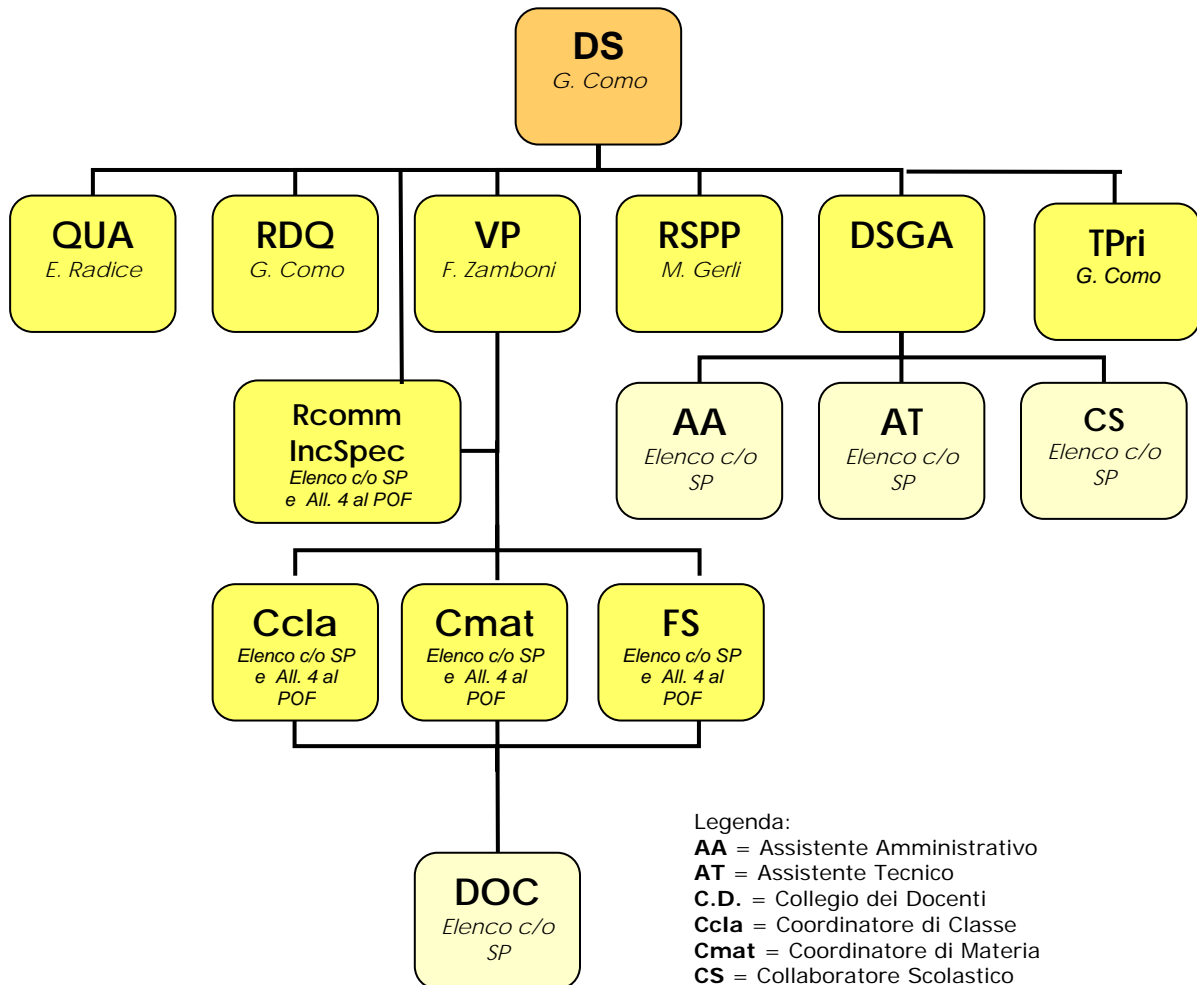 DS
G. Como
QUA
E. Radice
RDQ
G. Como
VP
F. Zamboni
RSPP
M. Gerli
DSGA
TPri
G. Como
Rcomm
IncSpec
Elenco c/o SP
e All. 4 al POF
AA
Elenco c/o
SP
AT
Elenco c/o
SP
CS
Elenco c/o
SP
Ccla
Elenco c/o SP
e All. 4 al
POF
Cmat
Elenco c/o SP
e All. 4 al
POF
FS
Elenco c/o SP
e All. 4 al
POF
DOC
Elenco c/o
SP
Legenda:
AA = Assistente Amministrativo
AT = Assistente Tecnico
C.D. = Collegio dei Docenti
Ccla = Coordinatore di Classe
Cmat = Coordinatore di Materia
CS = Collaboratore Scolastico